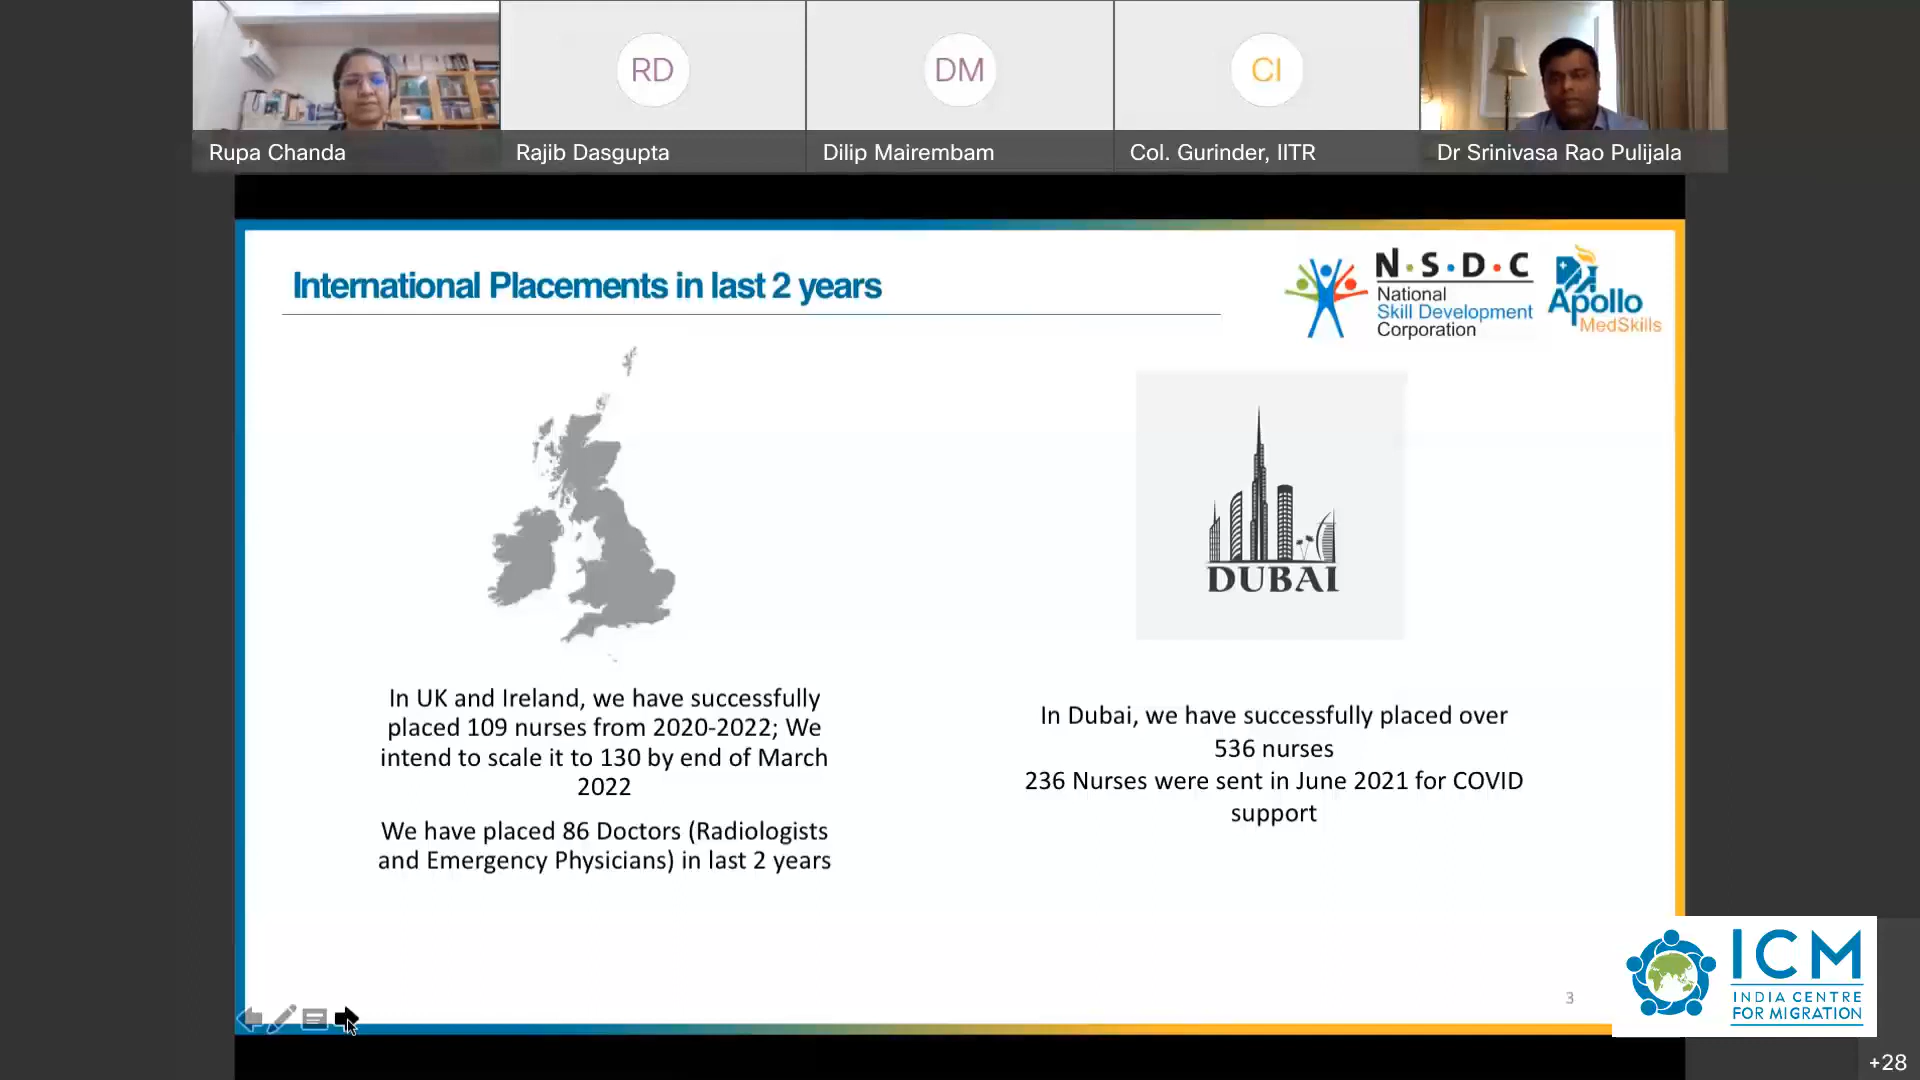 RD
DM
CI
Rupa Chanda
Rajib Dasgupta
Dilip Mairembam
Col. Gurinder, IITR
Dr Srinivasa Rao Pulijala
International Placements in last 2 years
N·S·D·C
National
Skill Development
Corporation
Apollo
MedSkills
DUBAI
In UK and Ireland, we have successfully
placed 109 nurses from 2020-2022; We
intend to scale it to 130 by end of March
2022
We have placed 86 Doctors (Radiologists
and Emergency Physicians) in last 2 years
In Dubai, we have successfully placed over
536 nurses
236 Nurses were sent in June 2021 for COVID
support
3
ICM
INDIA CENTRE
FOR MIGRATION
+28